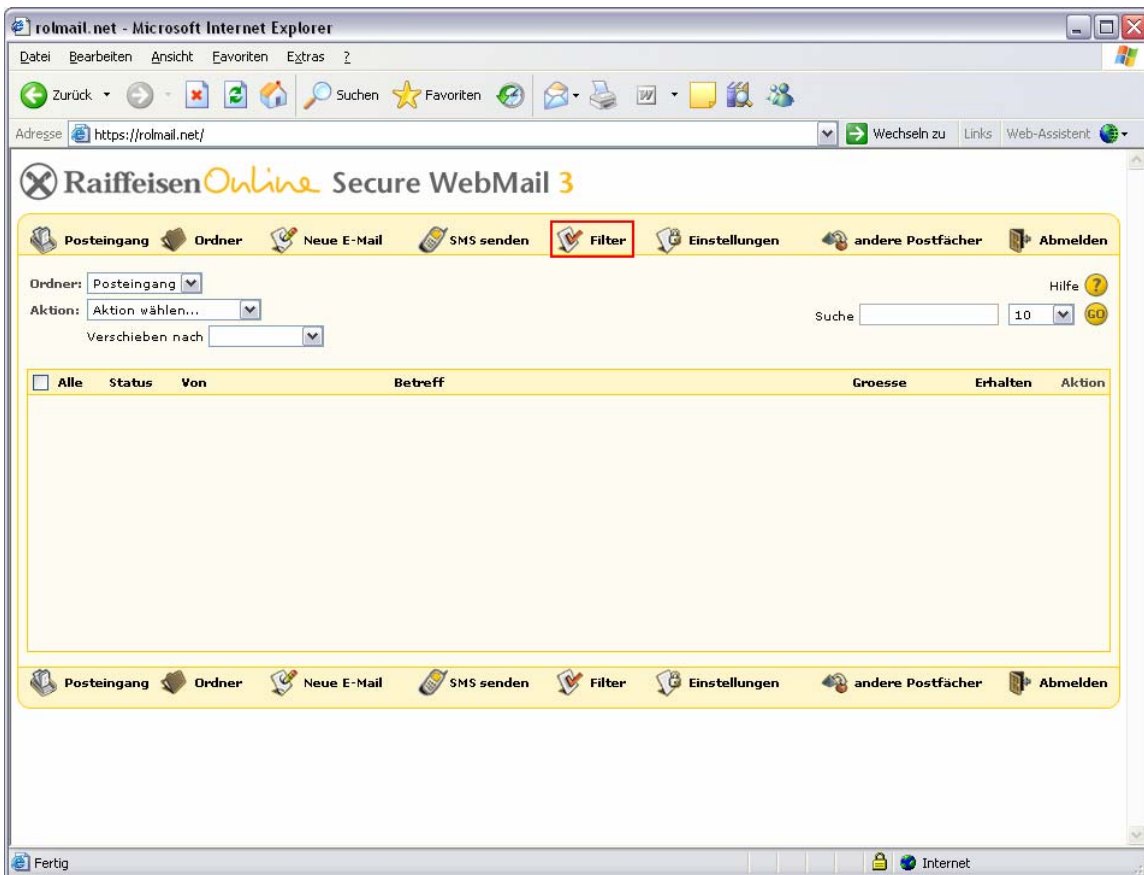 rolmail.net - Microsoft Internet Explorer
Datei Bearbeiten Ansicht Favoriten Extras ?
Zurück Suchen Favoriten W
Adresse https://rolmail.net/ Wechseln zu Links Web-Assistent
Raiffeisen OnLine Secure WebMail 3
Posteingang Ordner Neue E-Mail SMS senden Filter Einstellungen andere Postfächer Abmelden
Ordner: Posteingang Hilfe ?
Aktion: Aktion wählen... Suche 10 GO
Verschieben nach
Alle Status Von Betreff Groesse Erhalten Aktion
Posteingang Ordner Neue E-Mail SMS senden Filter Einstellungen andere Postfächer Abmelden
Fertig Internet